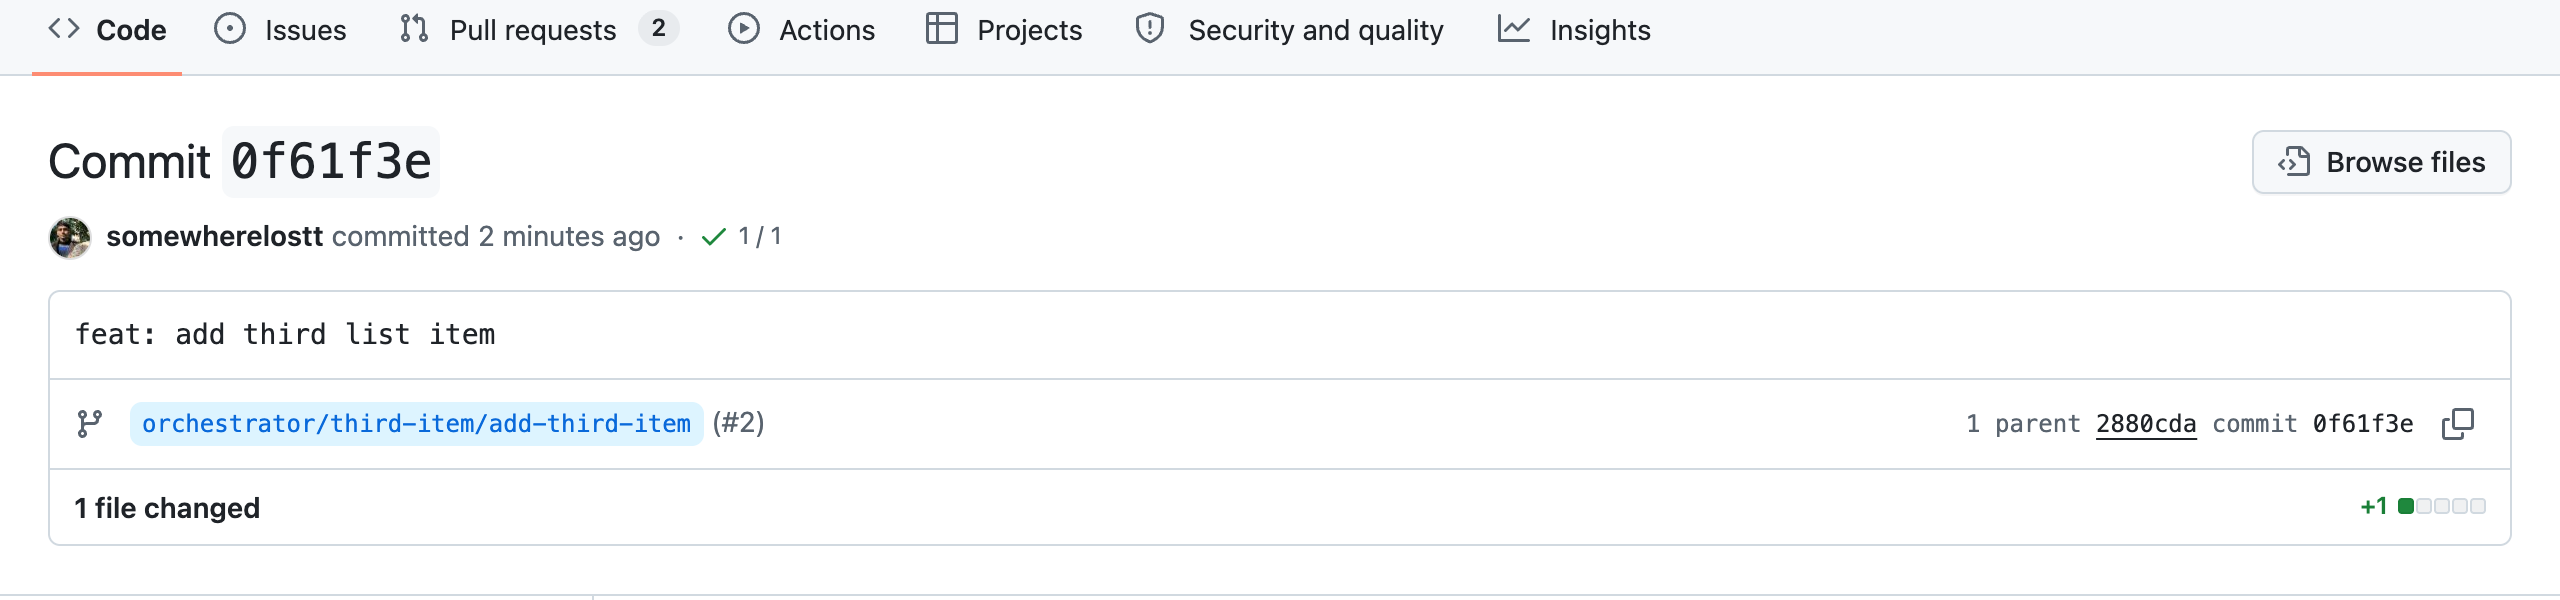 Code Issues Pull requests 2 Actions Projects Security and quality Insights
Commit 0f61f3e
Browse files
somewherelostt committed 2 minutes ago · 1 / 1
feat: add third list item
orchestrator/third-item/add-third-item (#2) 1 parent 2880cda commit 0f61f3e
1 file changed +1